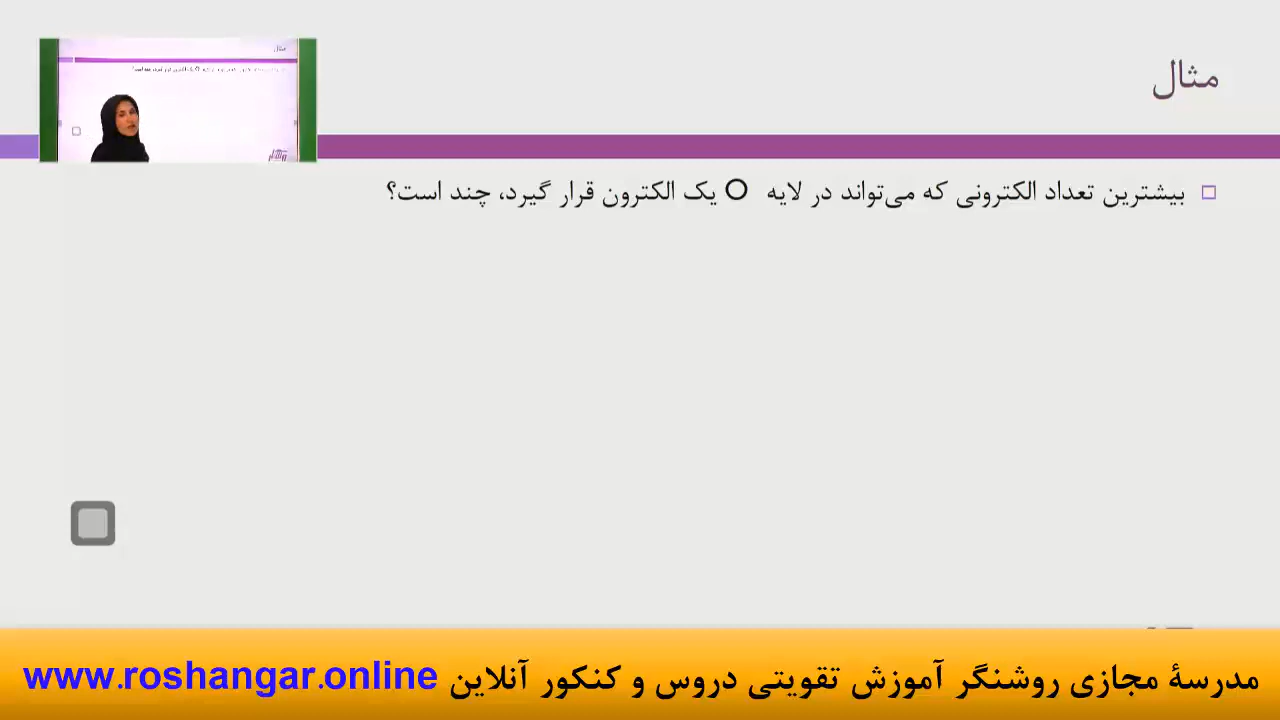 مثال
بیشترین تعداد الکترونی که می‌تواند در لایه O یک الکترون قرار گیرد، چند است؟
مدرسهٔ مجازی روشنگر آموزش تقویتی دروس و کنکور آنلاین www.roshangar.online